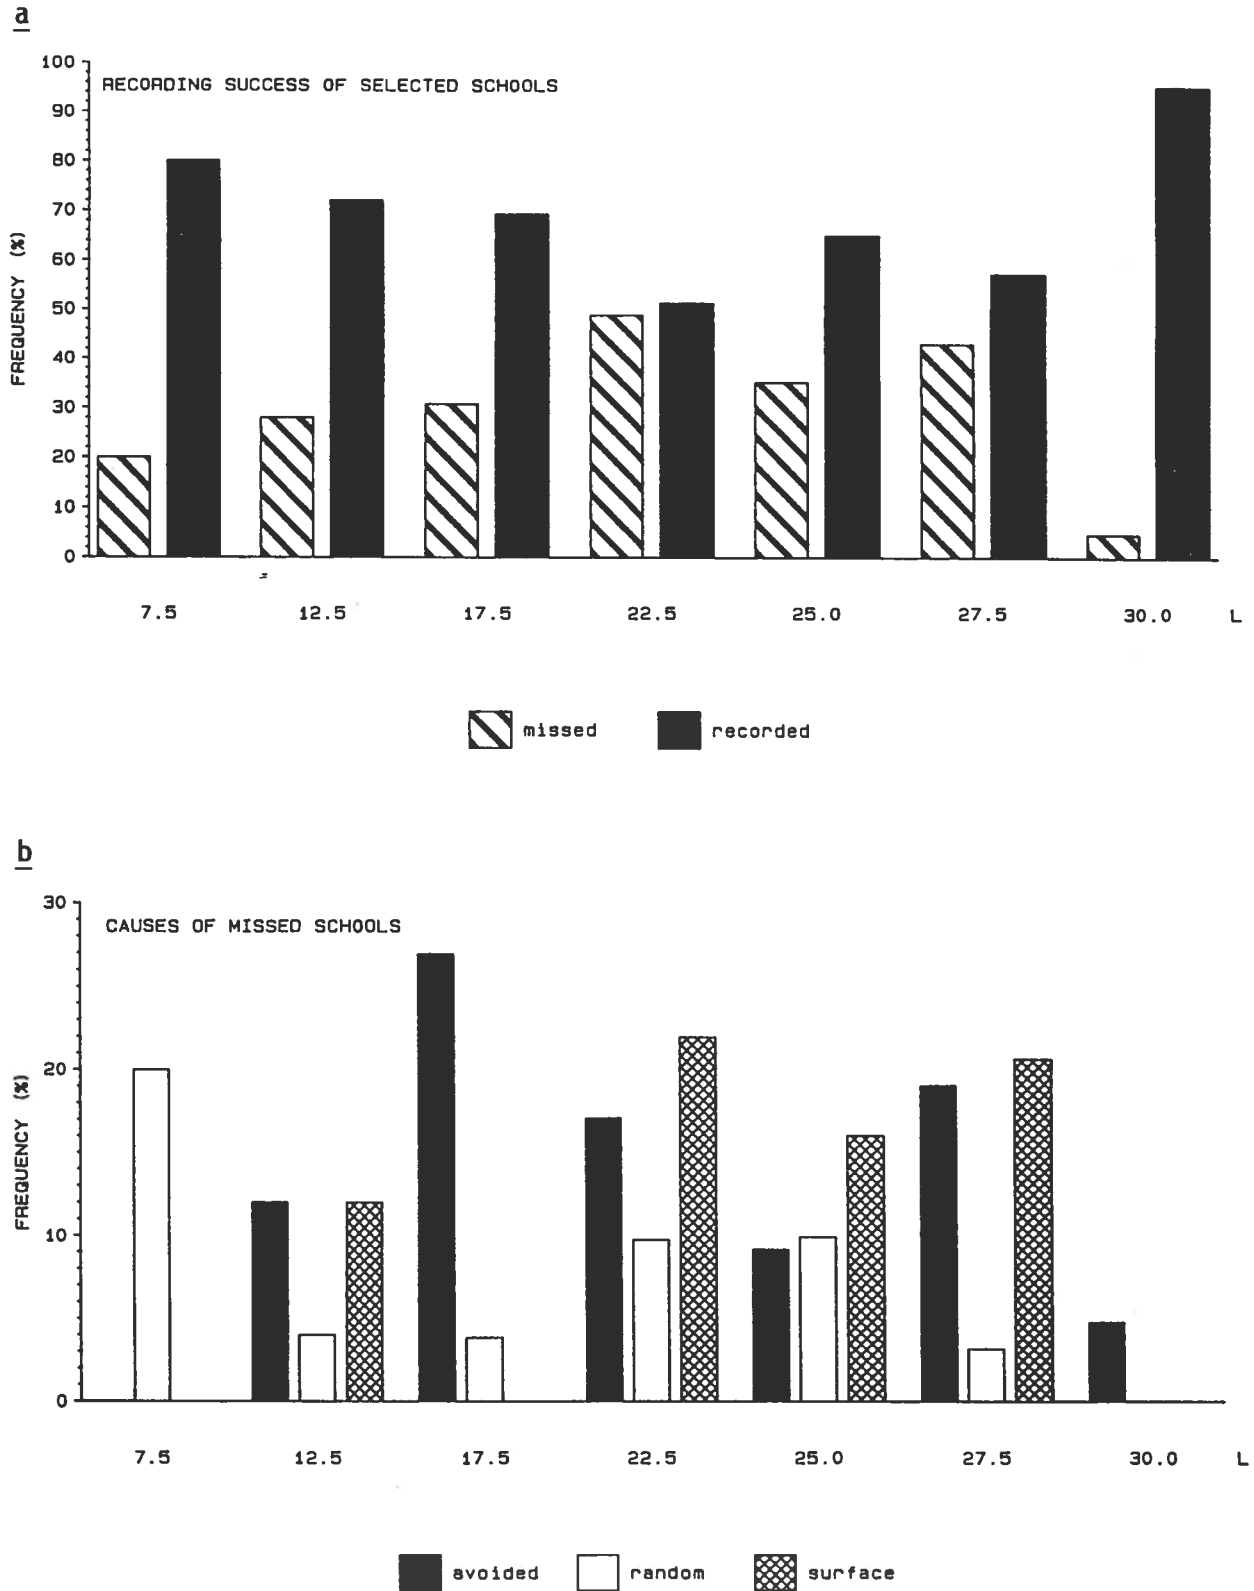 a
RECORDING SUCCESS OF SELECTED SCHOOLS
FREQUENCY (%)
100
90
80
70
60
50
40
30
20
10
0
7.5 12.5 17.5 22.5 25.0 27.5 30.0 L
missed recorded
b
CAUSES OF MISSED SCHOOLS
FREQUENCY (%)
30
20
10
0
7.5 12.5 17.5 22.5 25.0 27.5 30.0 L
avoided random surface